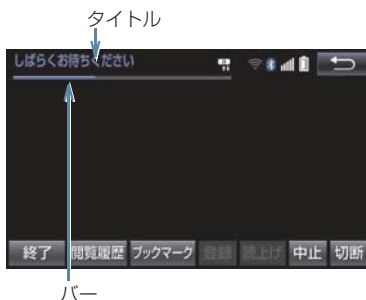 タイトル
しばらくお待ちください
終了 閲覧履歴 ブックマーク 登録 読上げ 中止 切断
バー